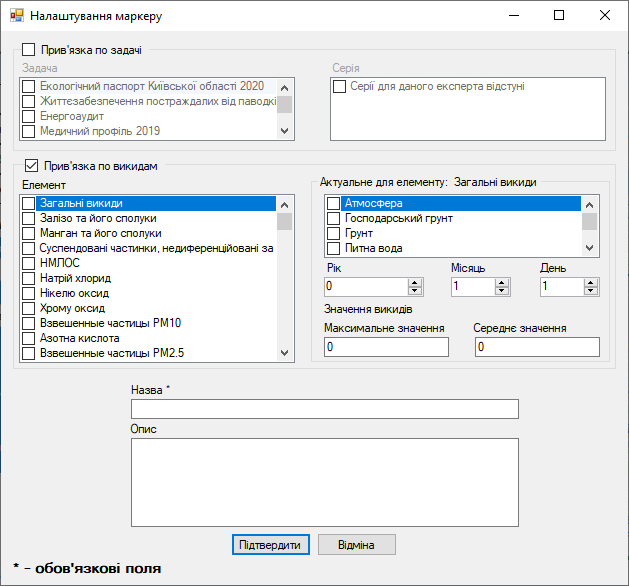 Налаштування маркеру
Прив'язка по задачі
Задача
Екологічний паспорт Київської області 2020
Життєзабезпечення постраждалих від паводкі
Енергоаудит
Медичний профіль 2019
Серія
Серії для даного експерта відстуні
Прив'язка по викидам
Елемент
Загальні викиди
Залізо та його сполуки
Манган та його сполуки
Суспендовані частинки, недиференційовані за
НМЛОС
Натрій хлорид
Нікелю оксид
Хрому оксид
Взвешенные частицы PM10
Азотна кислота
Взвешенные частицы PM2.5
Актуальне для елементу: Загальні викиди
Атмосфера
Господарський грунт
Грунт
Питна вода
Рік Місяць День
0 1 1
Значення викидів
Максимальне значення Середнє значення
0 0
Назва *
Опис
Підтвердити Відміна
* - обов'язкові поля